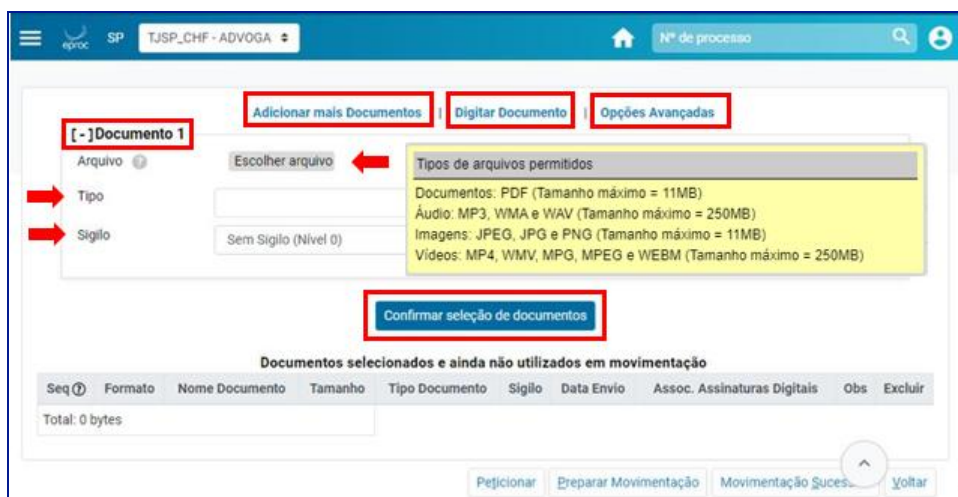 eproc SP TJSP_CHF - ADVOGA Nº de processo
Adicionar mais Documentos | Digitar Documento | Opções Avançadas
[-]Documento 1
Arquivo Escolher arquivo
Tipos de arquivos permitidos
Tipo
Documentos: PDF (Tamanho máximo = 11MB)
Áudio: MP3, WMA e WAV (Tamanho máximo = 250MB)
Sigilo Sem Sigilo (Nível 0)
Imagens: JPEG, JPG e PNG (Tamanho máximo = 11MB)
Vídeos: MP4, WMV, MPG, MPEG e WEBM (Tamanho máximo = 250MB)
Confirmar seleção de documentos
Documentos selecionados e ainda não utilizados em movimentação
Seq Formato Nome Documento Tamanho Tipo Documento Sigilo Data Envio Assoc. Assinaturas Digitais Obs Excluir
Total: 0 bytes
Peticionar Preparar Movimentação Movimentação Suces Voltar